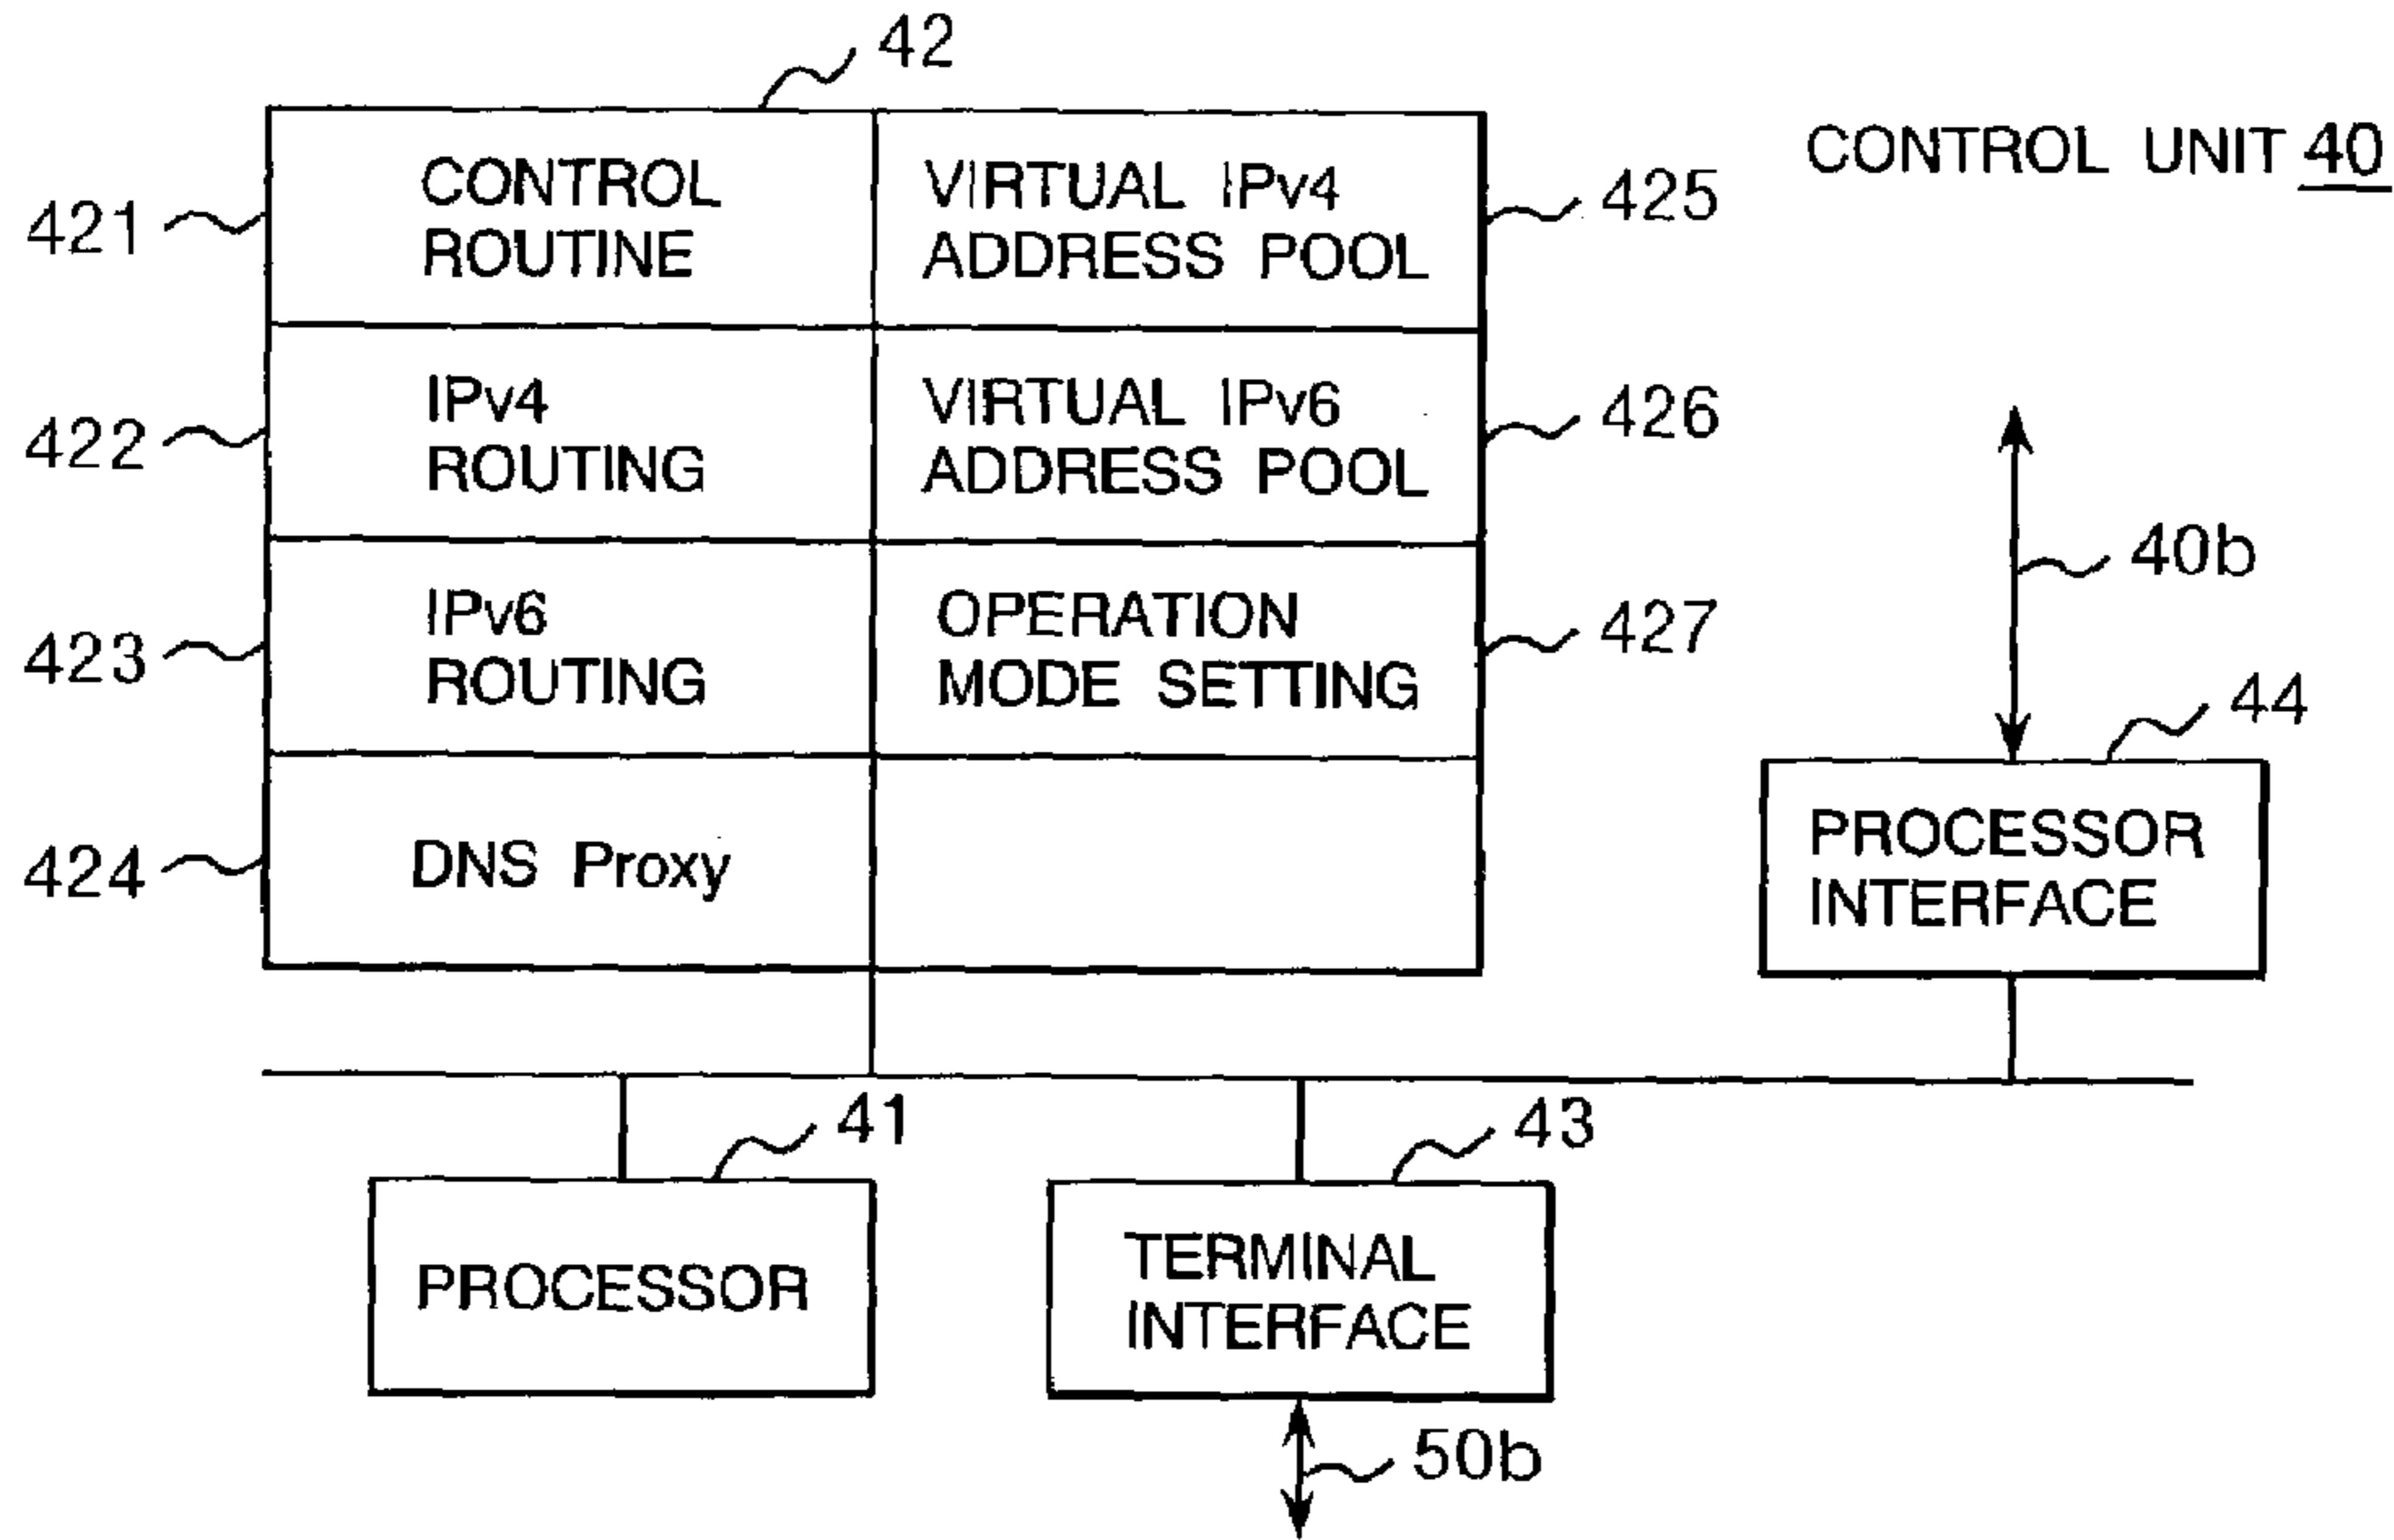 42
CONTROL UNIT 40
421
CONTROL
ROUTINE
VIRTUAL IPv4
ADDRESS POOL
425
422
IPv4
ROUTING
VIRTUAL IPv6
ADDRESS POOL
426
423
IPv6
ROUTING
OPERATION
MODE SETTING
427
424
DNS Proxy
40b
44
PROCESSOR
INTERFACE
41
PROCESSOR
43
TERMINAL
INTERFACE
50b